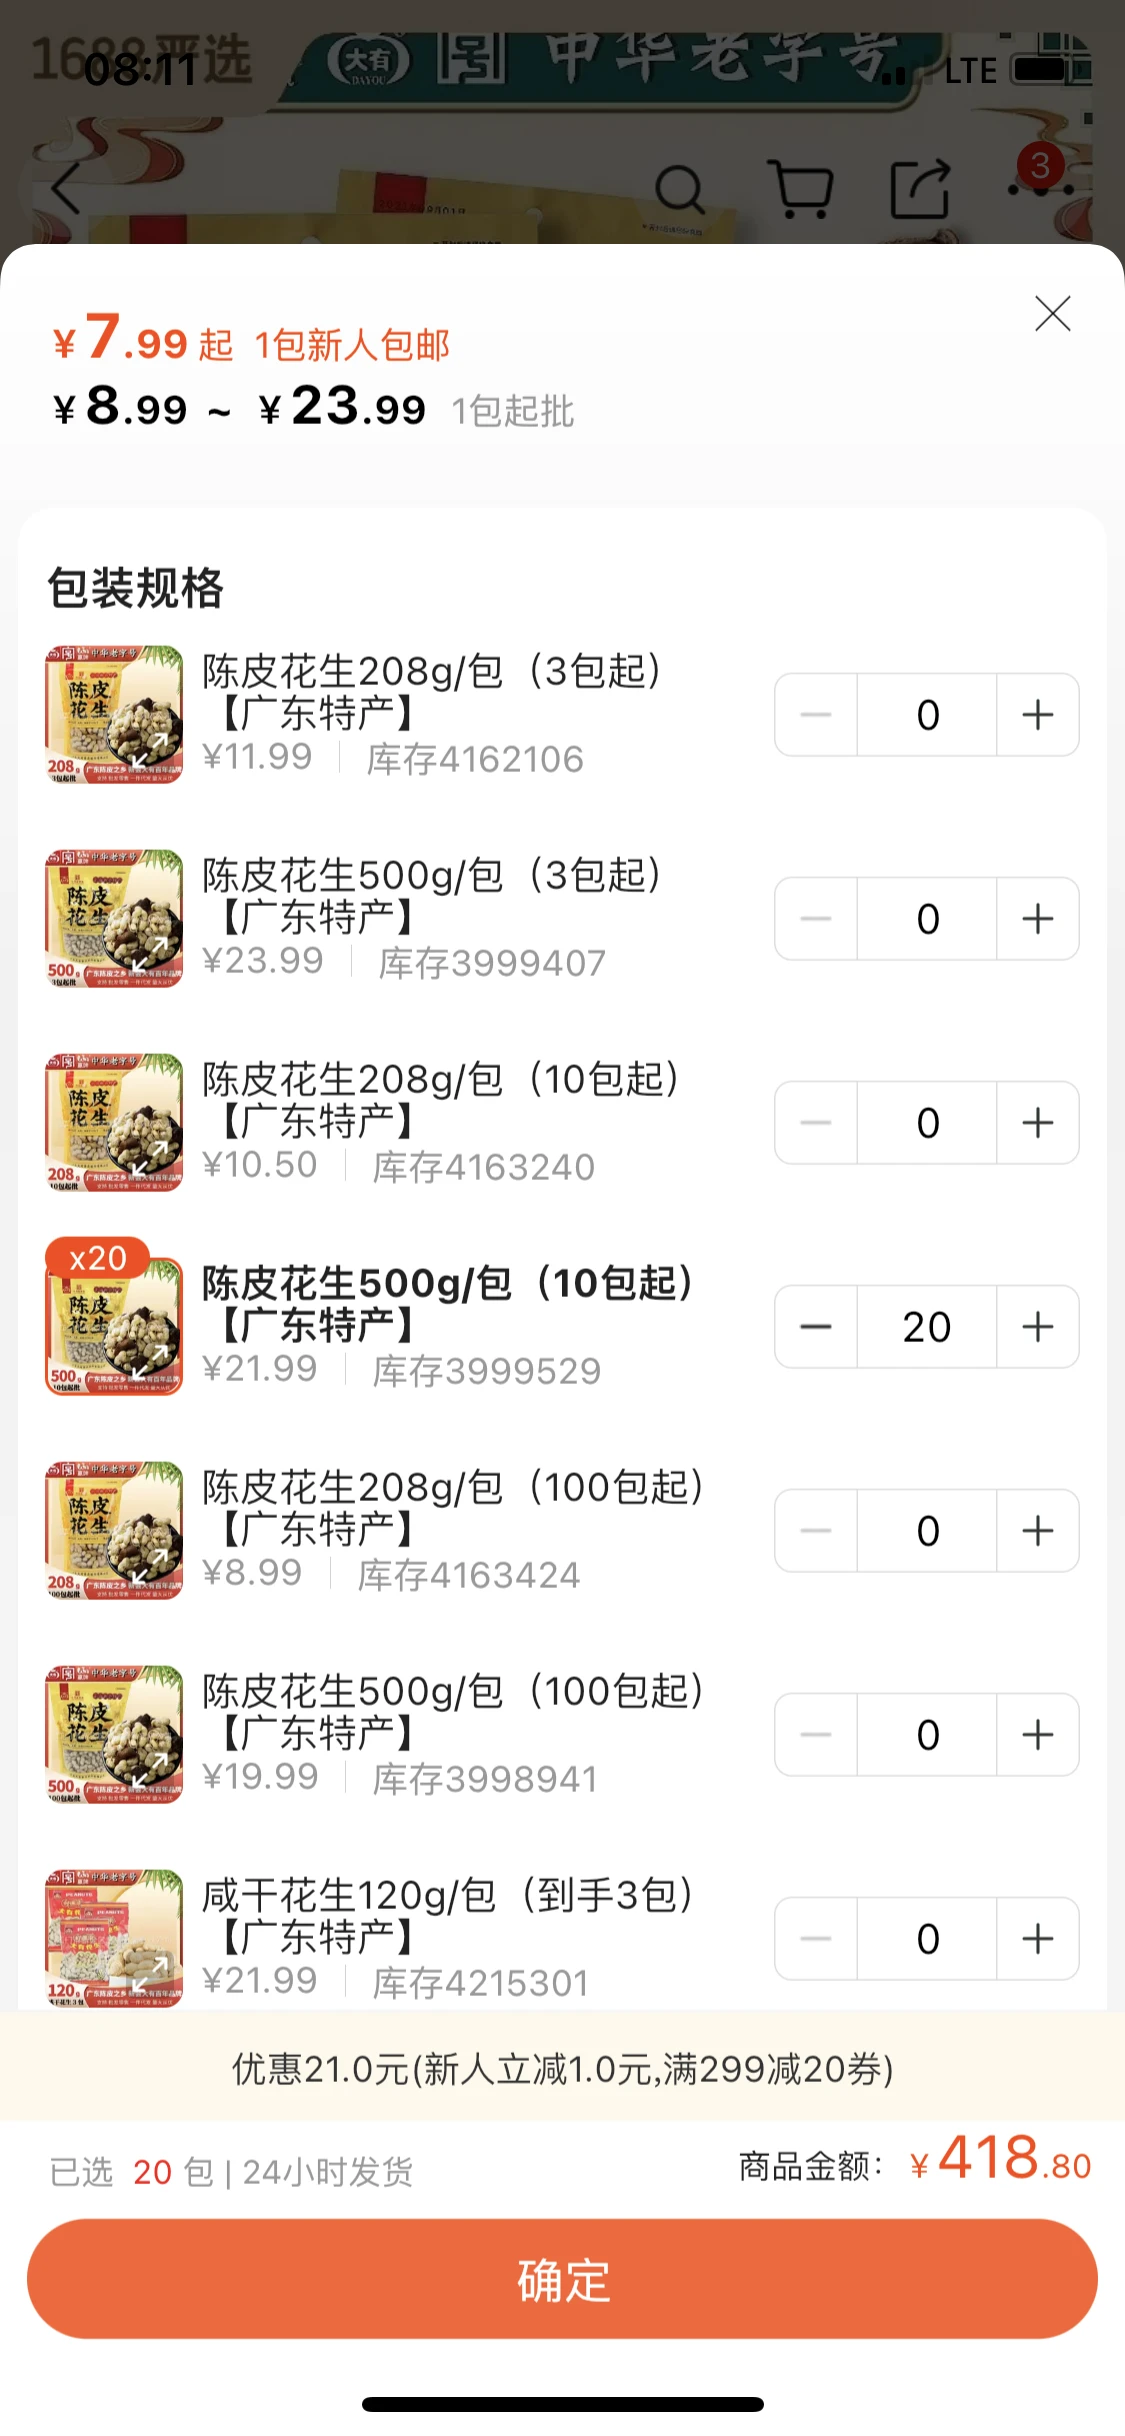 1688严选
大有
DAYOU
中华老字号
08:11
LTE
3
¥7.99起 1包新人包邮
¥8.99 ~ ¥23.99 1包起批
包装规格
陈皮花生208g/包（3包起）
【广东特产】
¥11.99 库存4162106
0
陈皮花生500g/包（3包起）
【广东特产】
¥23.99 库存3999407
0
陈皮花生208g/包（10包起）
【广东特产】
¥10.50 库存4163240
0
x20
陈皮花生500g/包（10包起）
【广东特产】
¥21.99 库存3999529
20
陈皮花生208g/包（100包起）
【广东特产】
¥8.99 库存4163424
0
陈皮花生500g/包（100包起）
【广东特产】
¥19.99 库存3998941
0
咸干花生120g/包（到手3包）
【广东特产】
¥21.99 库存4215301
0
优惠21.0元(新人立减1.0元,满299减20券)
已选 20 包 | 24小时发货
商品金额： ¥418.80
确定